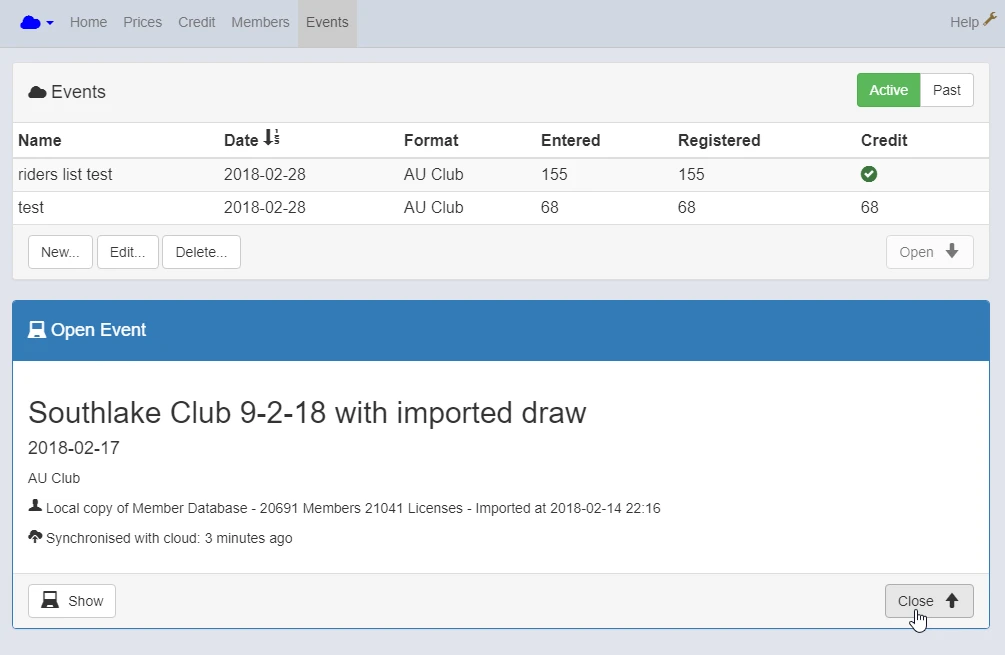 Home Prices Credit Members Events Help
Events Active Past
Name Date Format Entered Registered Credit
riders list test 2018-02-28 AU Club 155 155
test 2018-02-28 AU Club 68 68 68
New... Edit... Delete... Open
Open Event
Southlake Club 9-2-18 with imported draw
2018-02-17
AU Club
Local copy of Member Database - 20691 Members 21041 Licenses - Imported at 2018-02-14 22:16
Synchronised with cloud: 3 minutes ago
Show Close